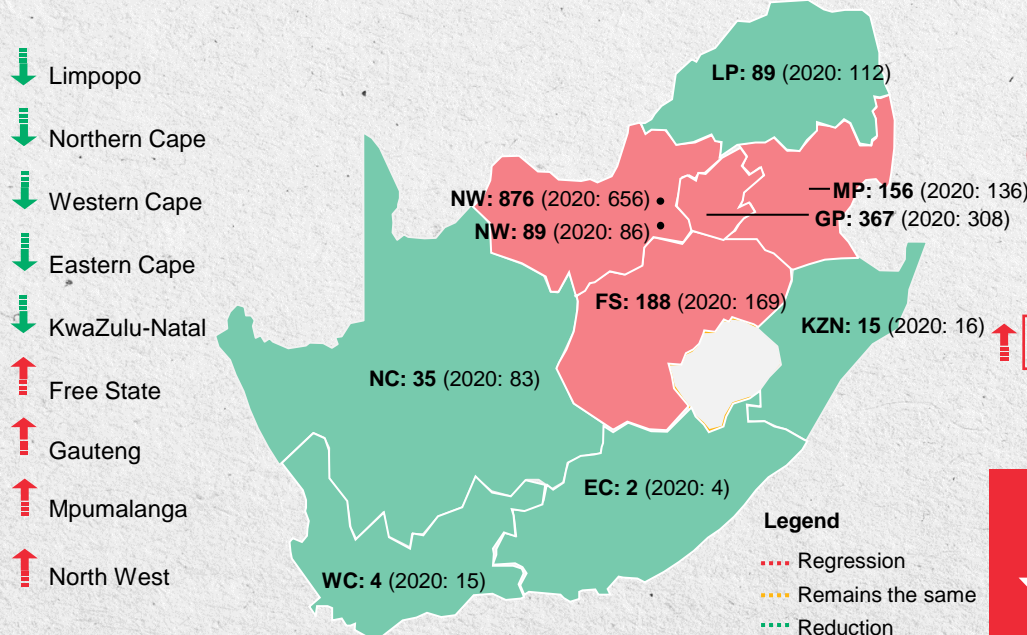 Limpopo
Northern Cape
Western Cape
Eastern Cape
KwaZulu-Natal
Free State
Gauteng
Mpumalanga
North West
LP: 89 (2020: 112)
NW: 876 (2020: 656)
NW: 89 (2020: 86)
MP: 156 (2020: 136)
GP: 367 (2020: 308)
FS: 188 (2020: 169)
KZN: 15 (2020: 16)
NC: 35 (2020: 83)
EC: 2 (2020: 4)
WC: 4 (2020: 15)
Legend
Regression
Remains the same
Reduction